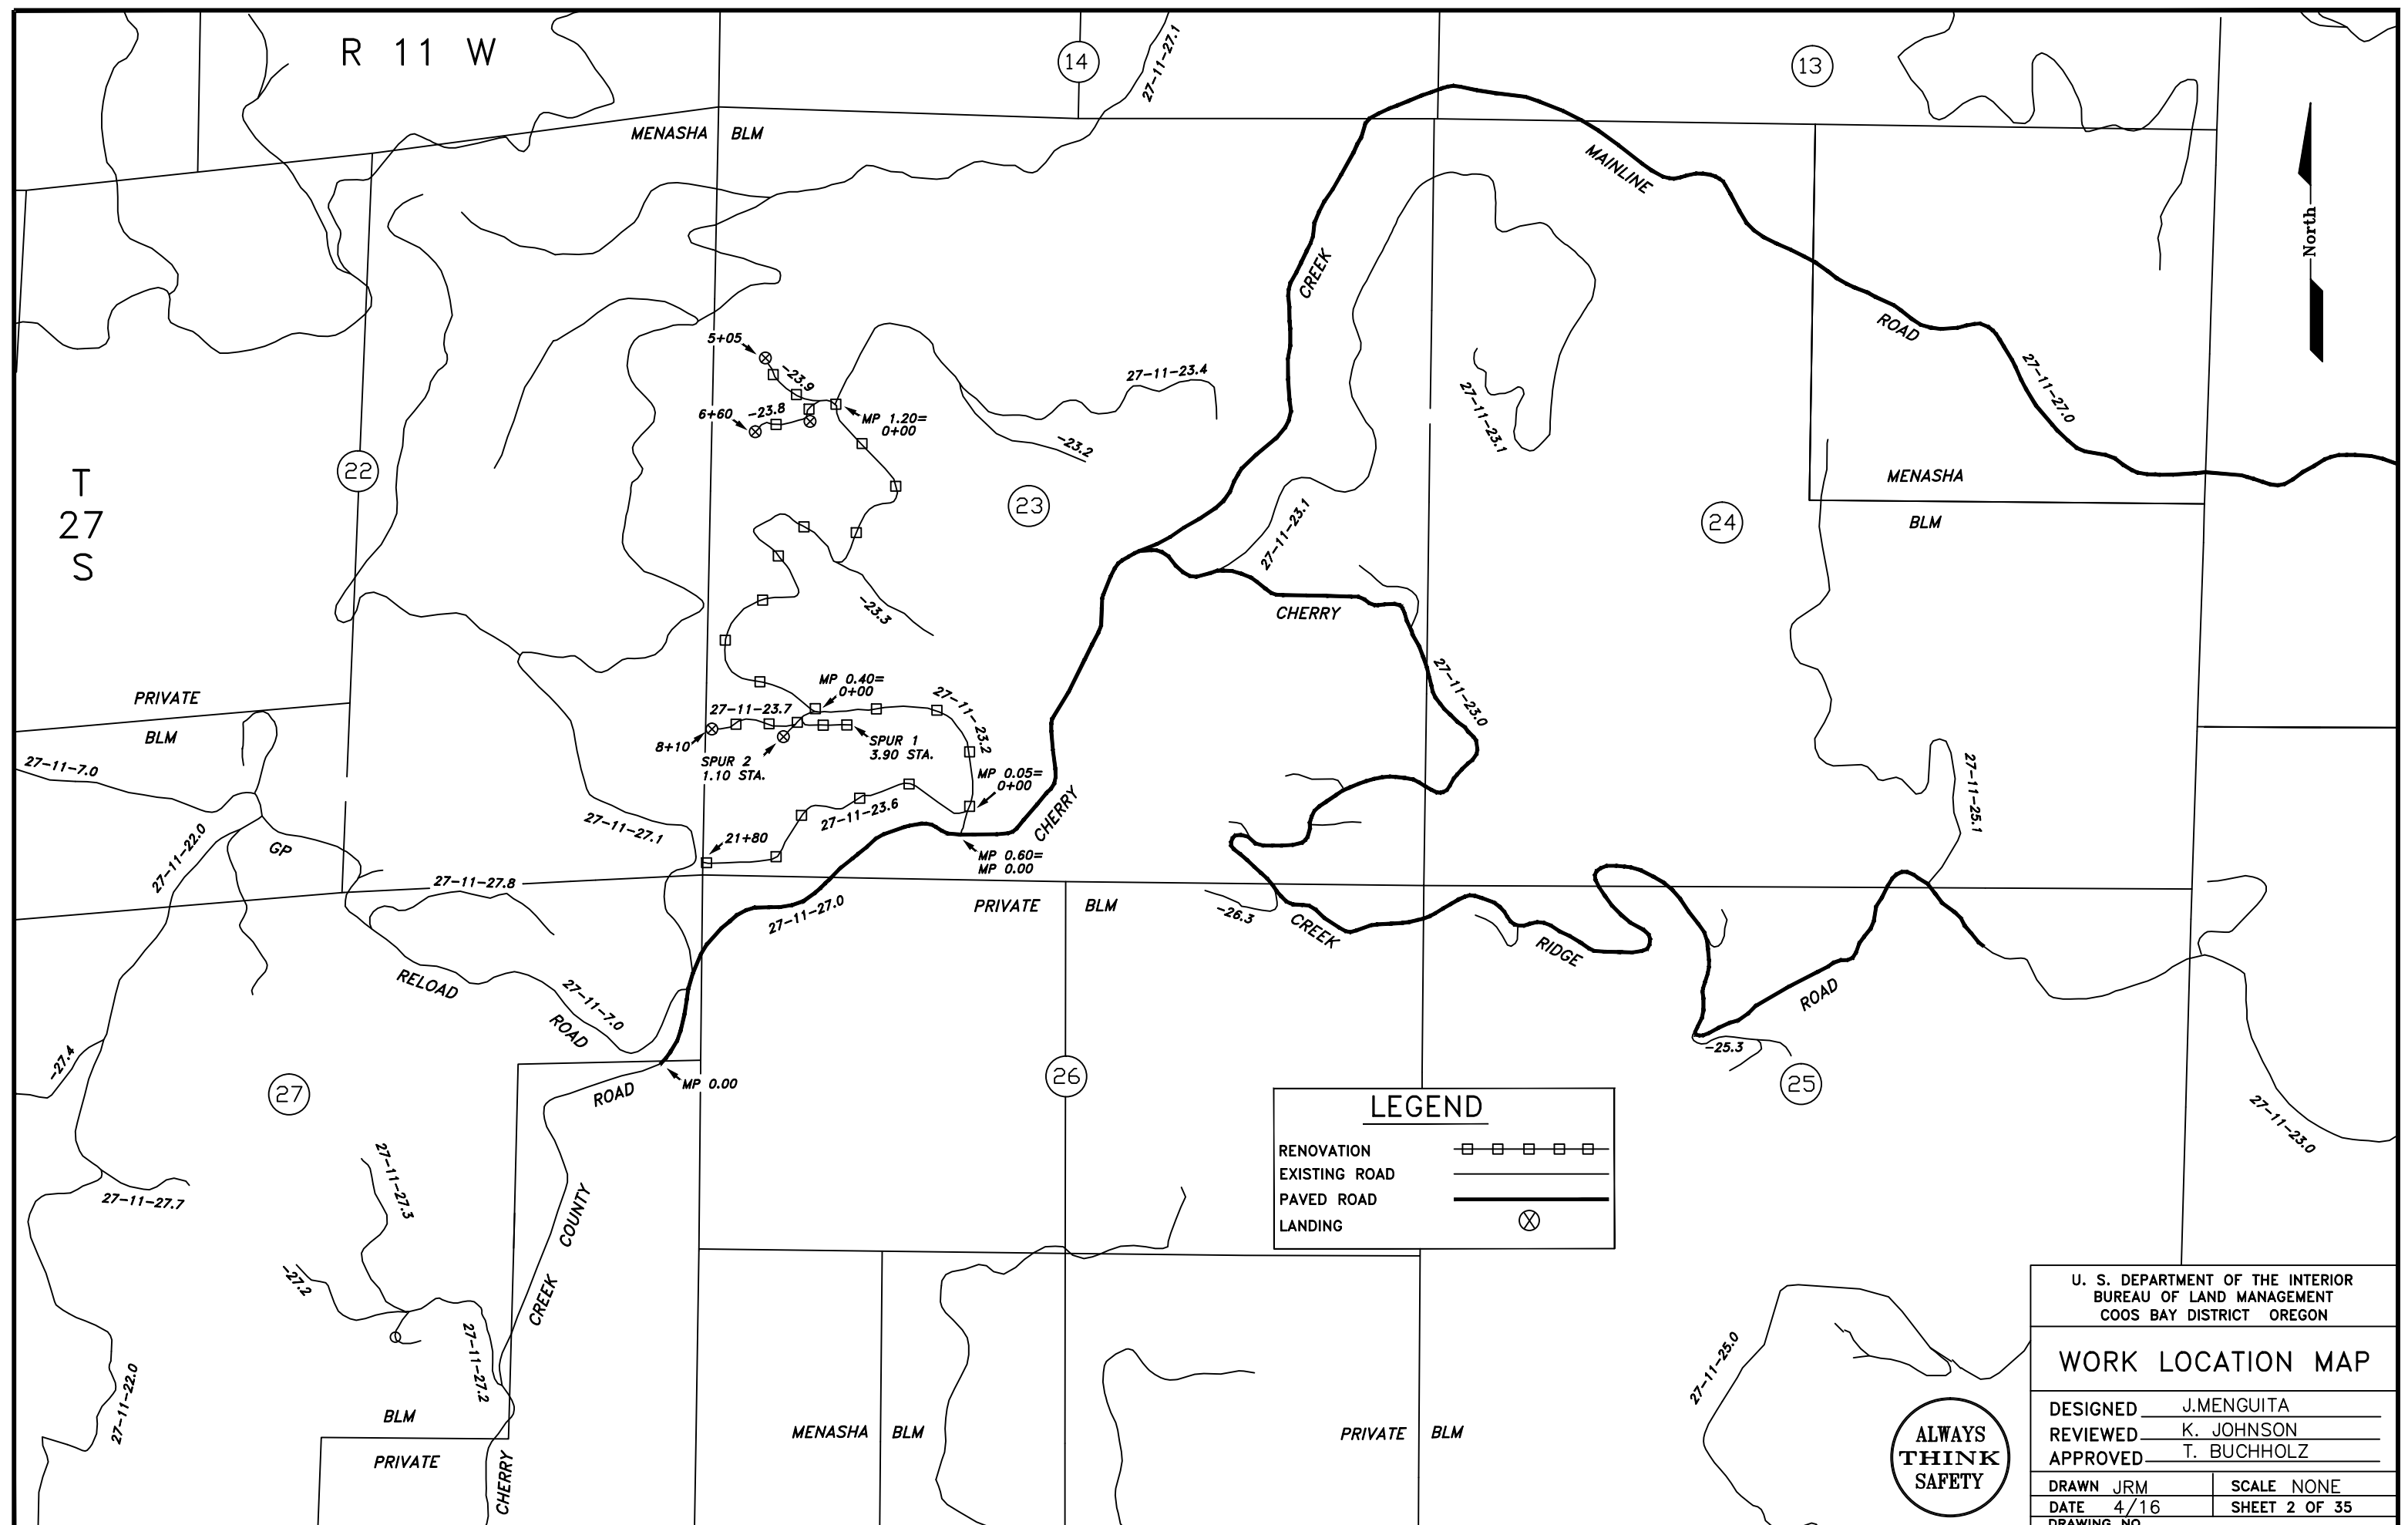 R 11 W
14
13
27-11-27.1
MENASHA BLM
MAINLINE
North
CREEK
ROAD
5+05
-23.9
27-11-23.4
27-11-27.0
6+60
-23.8
MP 1.20=
0+00
-23.2
27-11-23.1
T
27
S
22
23
24
MENASHA
BLM
27-11-23.1
-23.3
CHERRY
PRIVATE
BLM
MP 0.40=
0+00
27-11-23.7
27-11-23.2
27-11-23.0
8+10
SPUR 1
3.90 STA.
SPUR 2
1.10 STA.
27-11-7.0
MP 0.05=
0+00
27-11-25.1
27-11-23.6
CHERRY
27-11-27.1
21+80
27-11-22.0
GP
MP 0.60=
MP 0.00
27-11-27.8
27-11-27.0
PRIVATE BLM
-26.3
CREEK
RIDGE
ROAD
RELOAD
27-11-7.0
ROAD
-27.4
-25.3
27
26
25
MP 0.00
ROAD
27-11-23.0
LEGEND
RENOVATION
EXISTING ROAD
PAVED ROAD
LANDING
27-11-27.7
27-11-27.3
COUNTY
-27.2
CREEK
27-11-27.2
27-11-22.0
27-11-25.0
BLM
PRIVATE
CHERRY
MENASHA BLM
PRIVATE BLM
ALWAYS
THINK
SAFETY
U. S. DEPARTMENT OF THE INTERIOR
BUREAU OF LAND MANAGEMENT
COOS BAY DISTRICT OREGON
WORK LOCATION MAP
DESIGNED J.MENGUITA
REVIEWED K. JOHNSON
APPROVED T. BUCHHOLZ
DRAWN JRM SCALE NONE
DATE 4/16 SHEET 2 OF 35
DRAWING NO.